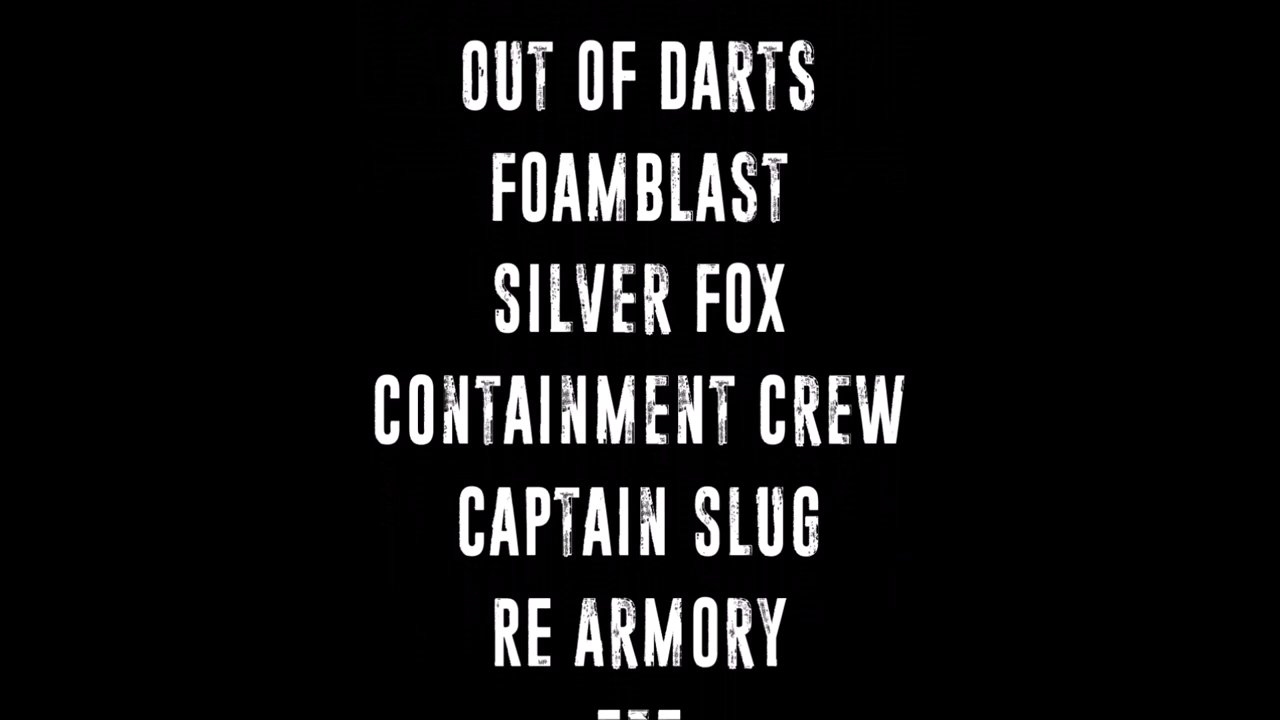 OUT OF DARTS
FOAMBLAST
SILVER FOX
CONTAINMENT CREW
CAPTAIN SLUG
RE ARMORY